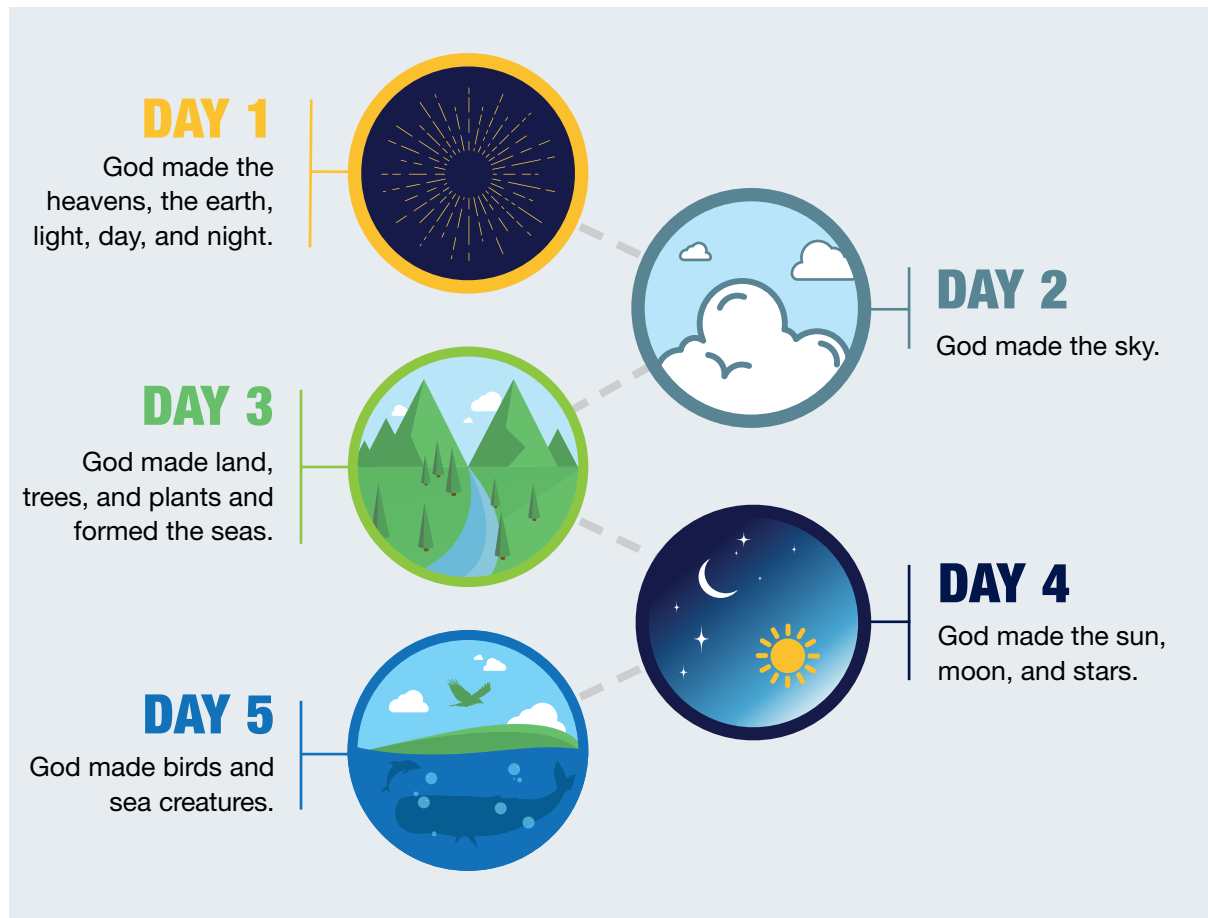 DAY 1
God made the
heavens, the earth,
light, day, and night.
DAY 2
God made the sky.
DAY 3
God made land,
trees, and plants and
formed the seas.
DAY 4
God made the sun,
moon, and stars.
DAY 5
God made birds and
sea creatures.